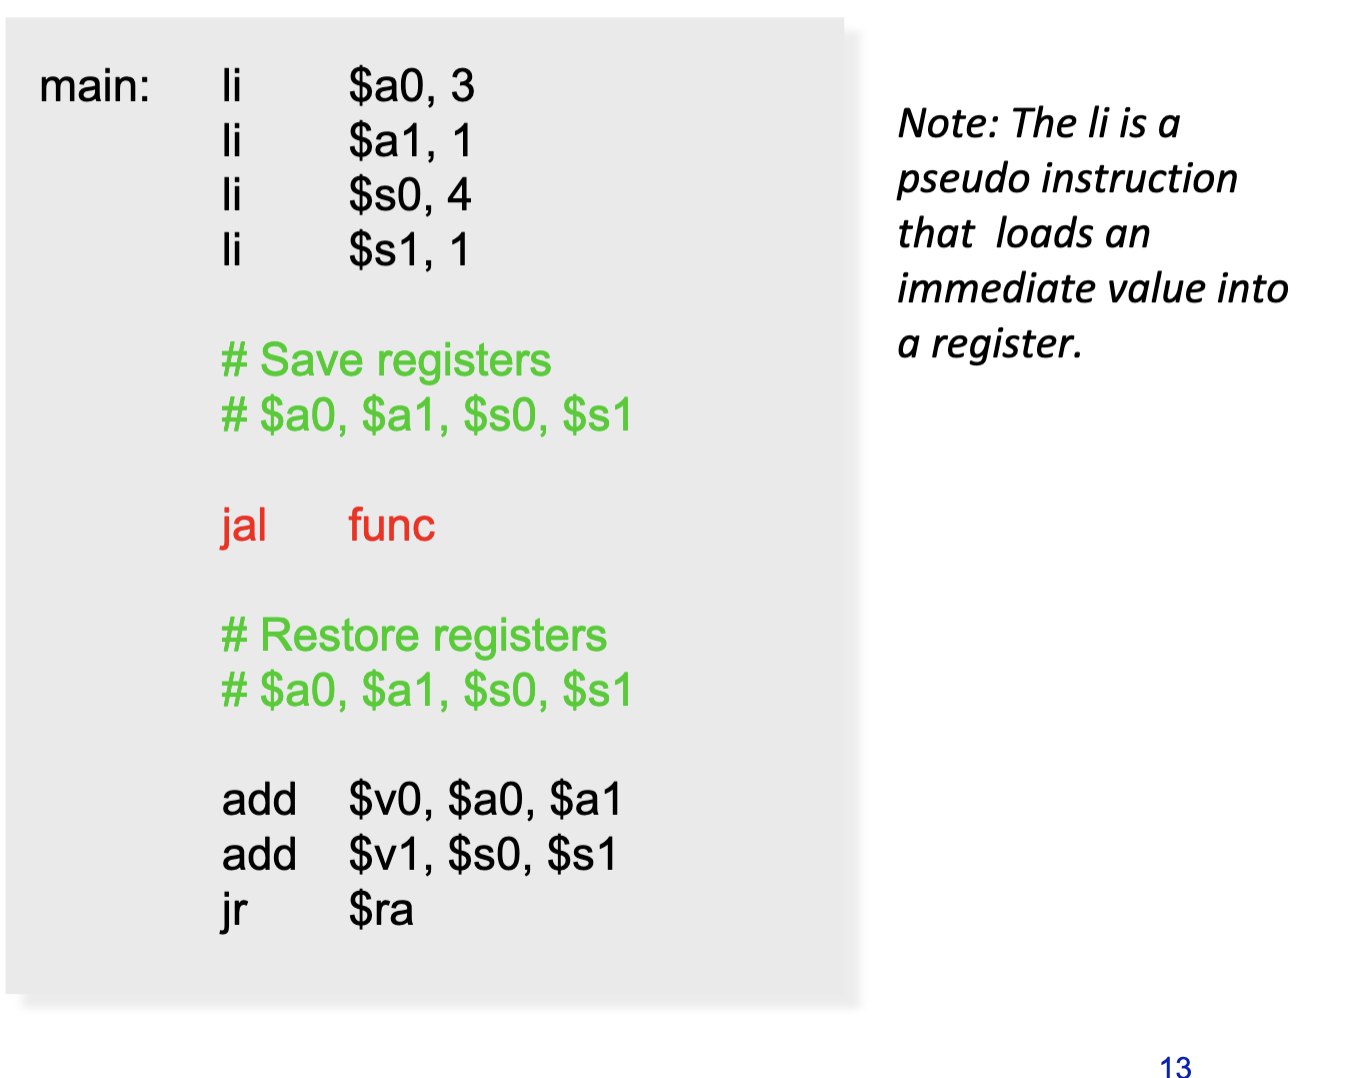 main: li $a0, 3
li $a1, 1
li $s0, 4
li $s1, 1
# Save registers
# $a0, $a1, $s0, $s1
jal func
# Restore registers
# $a0, $a1, $s0, $s1
add $v0, $a0, $a1
add $v1, $s0, $s1
jr $ra
Note: The li is a
pseudo instruction
that loads an
immediate value into
a register.
13